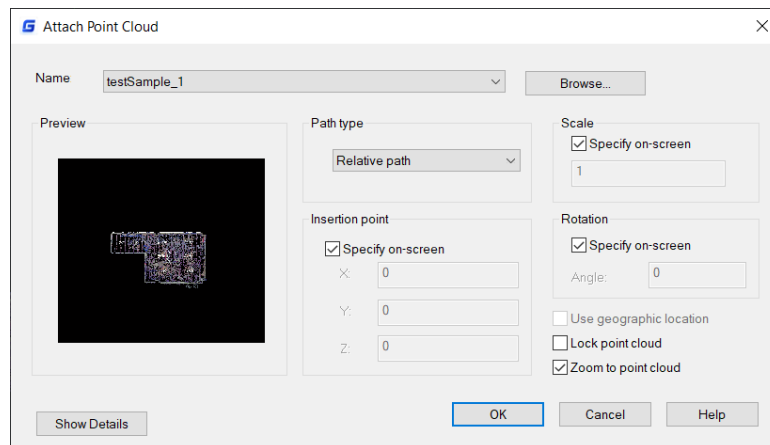 Attach Point Cloud
Name
testSample_1
Browse...
Preview
Path type
Relative path
Scale
Specify on-screen
1
Insertion point
Specify on-screen
X:
0
Y:
0
Z:
0
Rotation
Specify on-screen
Angle:
0
Use geographic location
Lock point cloud
Zoom to point cloud
Show Details
OK
Cancel
Help